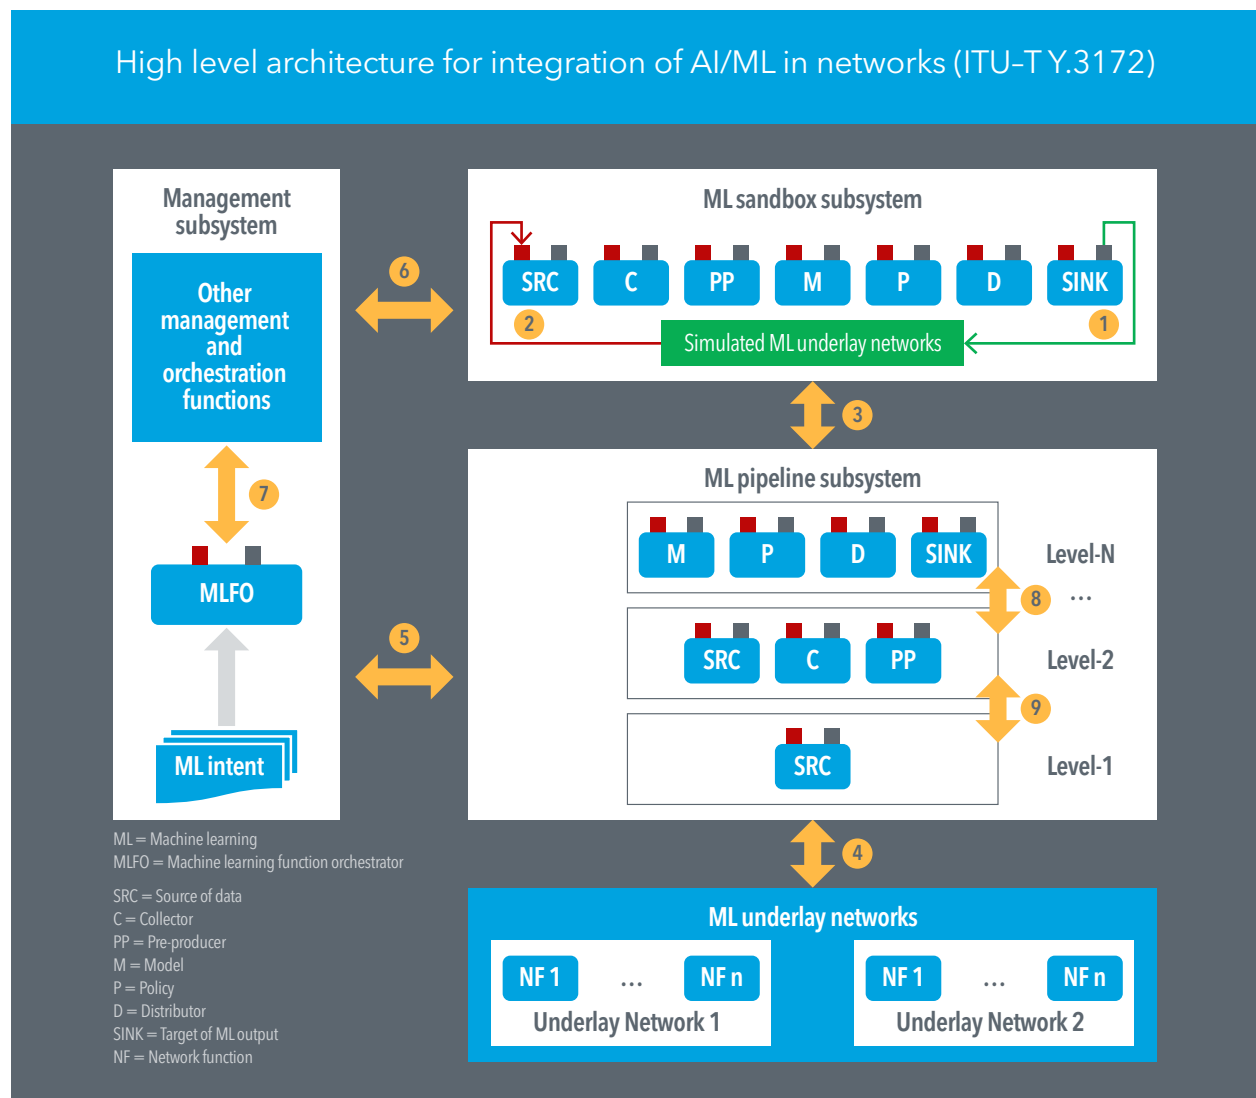 High level architecture for integration of AI/ML in networks (ITU–T Y.3172)
Management
subsystem
Other
management
and
orchestration
functions
7
MLFO
ML intent
6
5
ML sandbox subsystem
SRC
C
PP
M
P
D
SINK
2
1
Simulated ML underlay networks
3
ML pipeline subsystem
M
P
D
SINK
Level-N
8
...
SRC
C
PP
Level-2
9
SRC
Level-1
4
ML underlay networks
NF 1
...
NF n
Underlay Network 1
NF 1
...
NF n
Underlay Network 2
ML = Machine learning
MLFO = Machine learning function orchestrator
SRC = Source of data
C = Collector
PP = Pre-producer
M = Model
P = Policy
D = Distributor
SINK = Target of ML output
NF = Network function